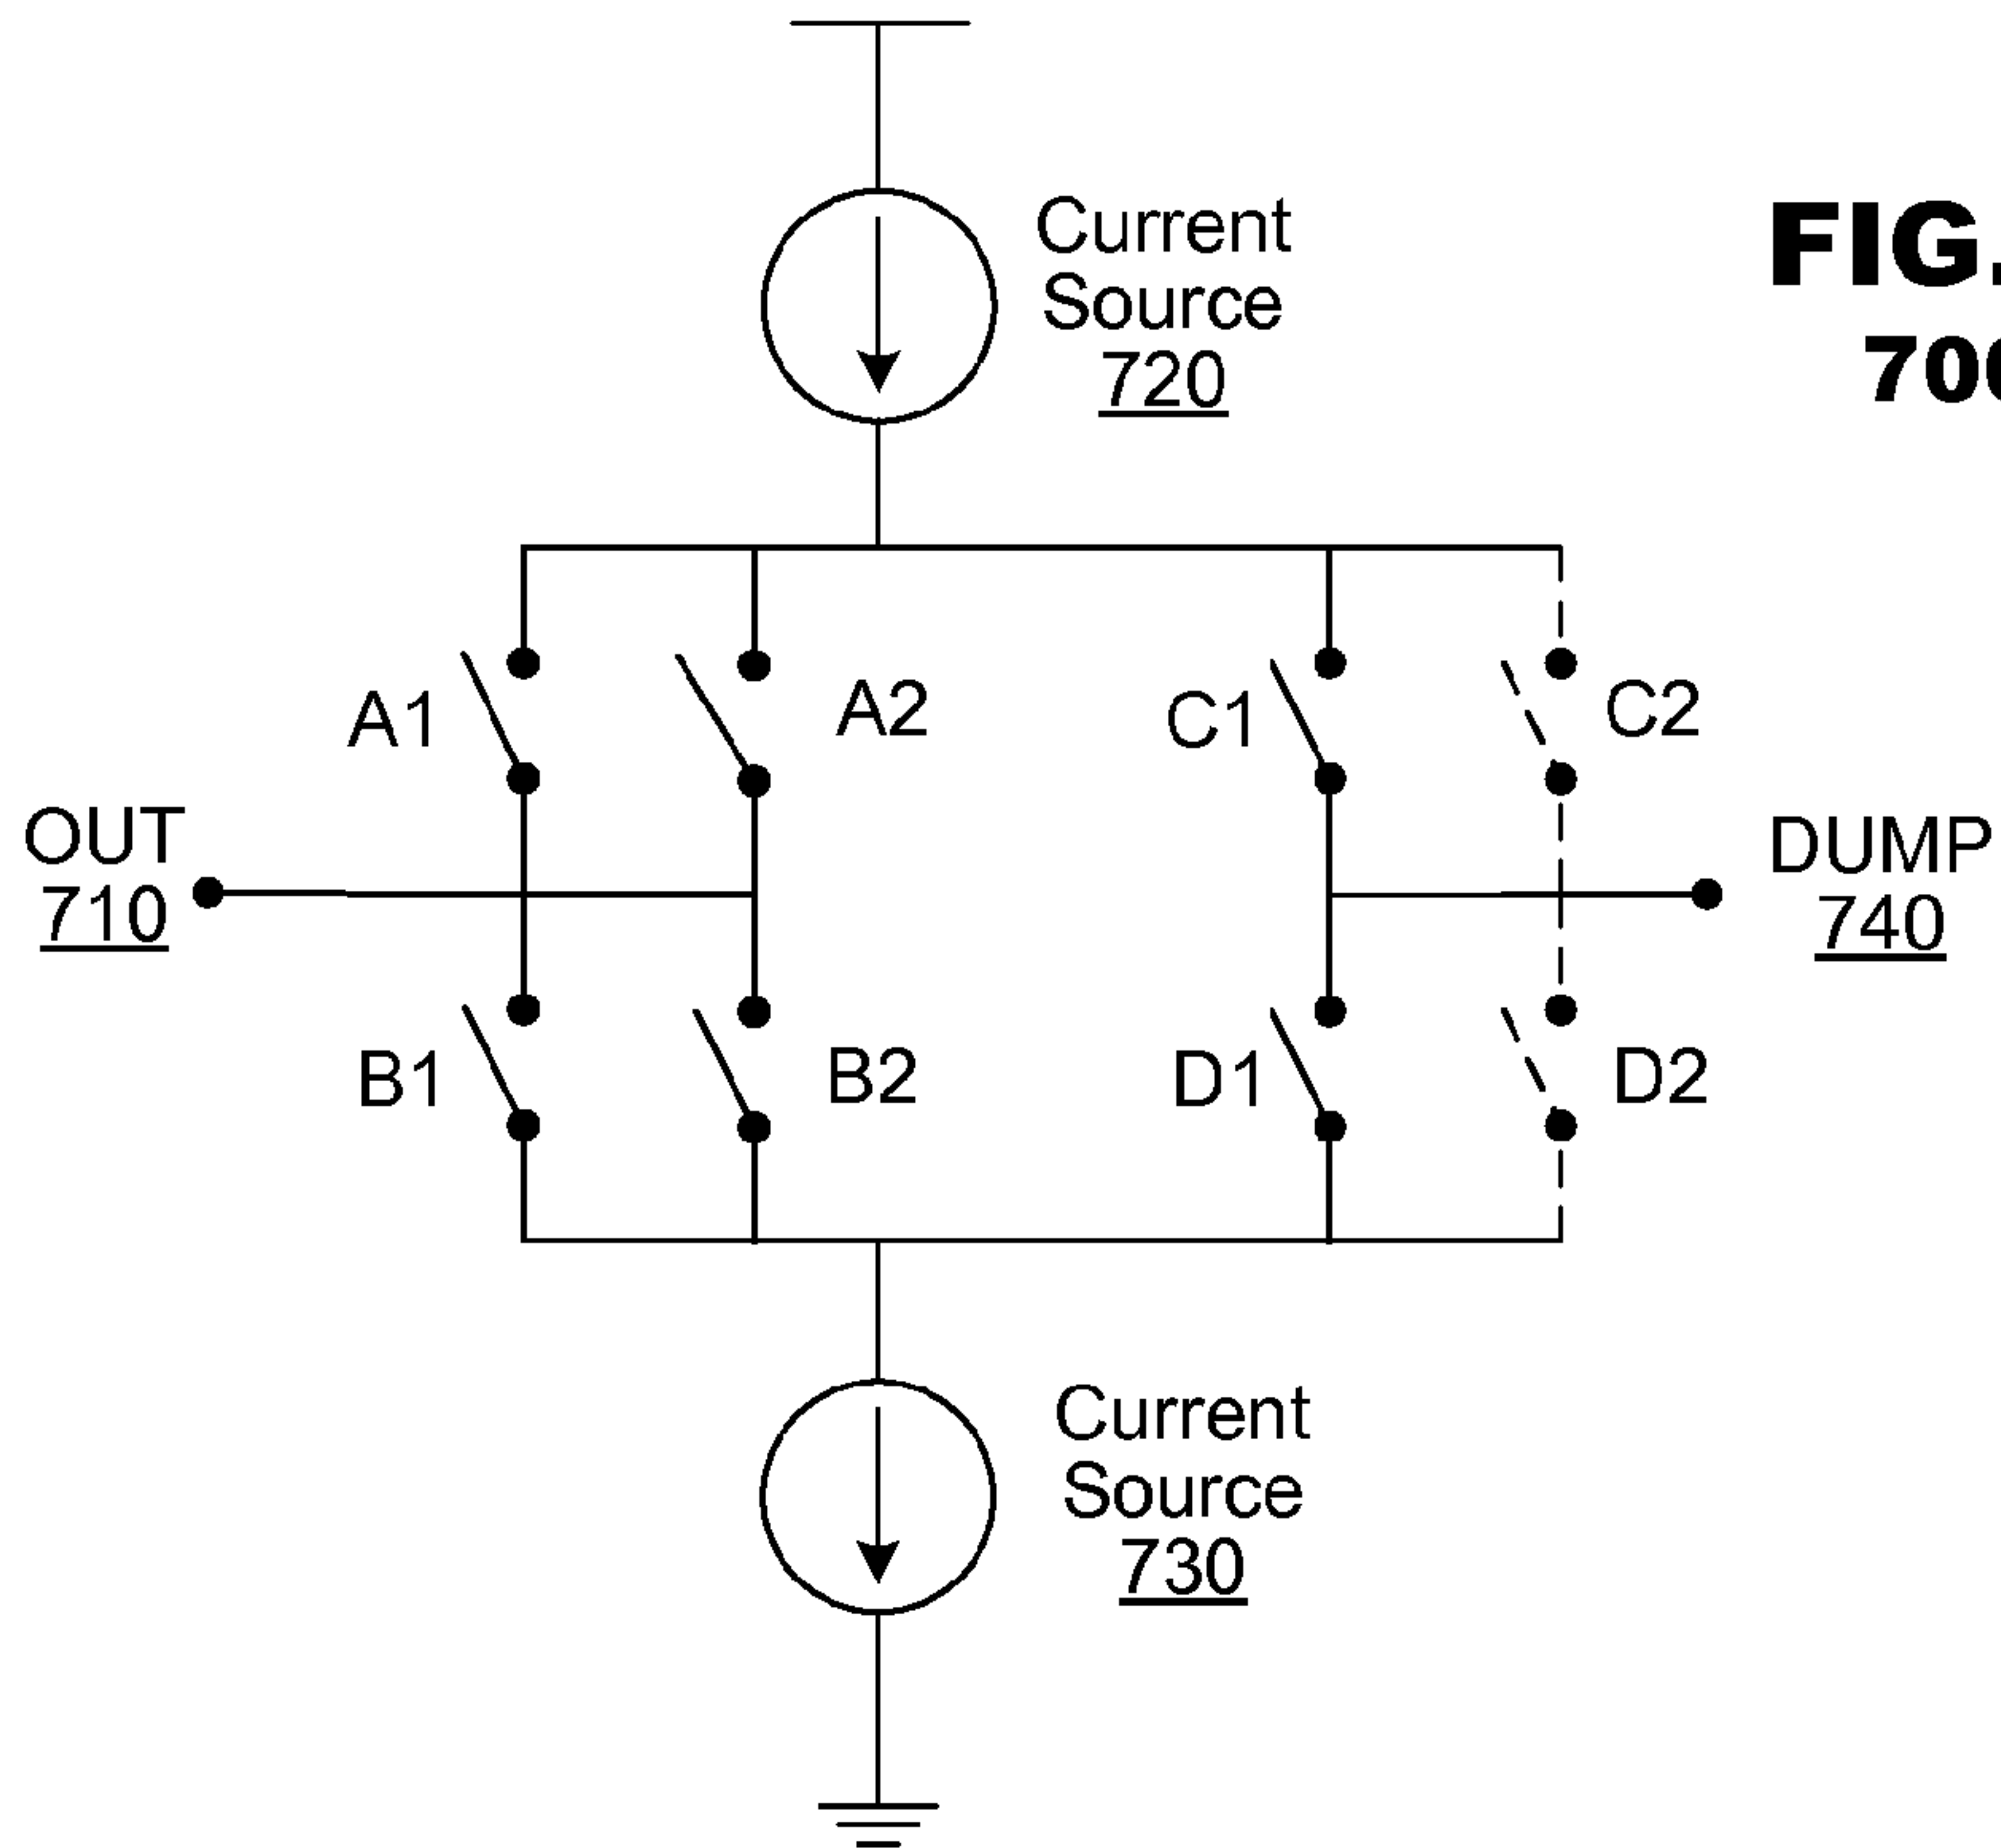 Current
Source
720
FIG.
A1
A2
C1
C2
OUT
710
DUMP
740
B1
B2
D1
D2
Current
Source
730